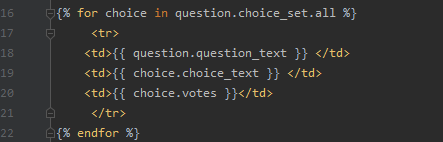 16 {% for choice in question.choice_set.all %}
17 <tr>
18 <td>{{ question.question_text }} </td>
19 <td>{{ choice.choice_text }} </td>
20 <td>{{ choice.votes }}</td>
21 </tr>
22 {% endfor %}